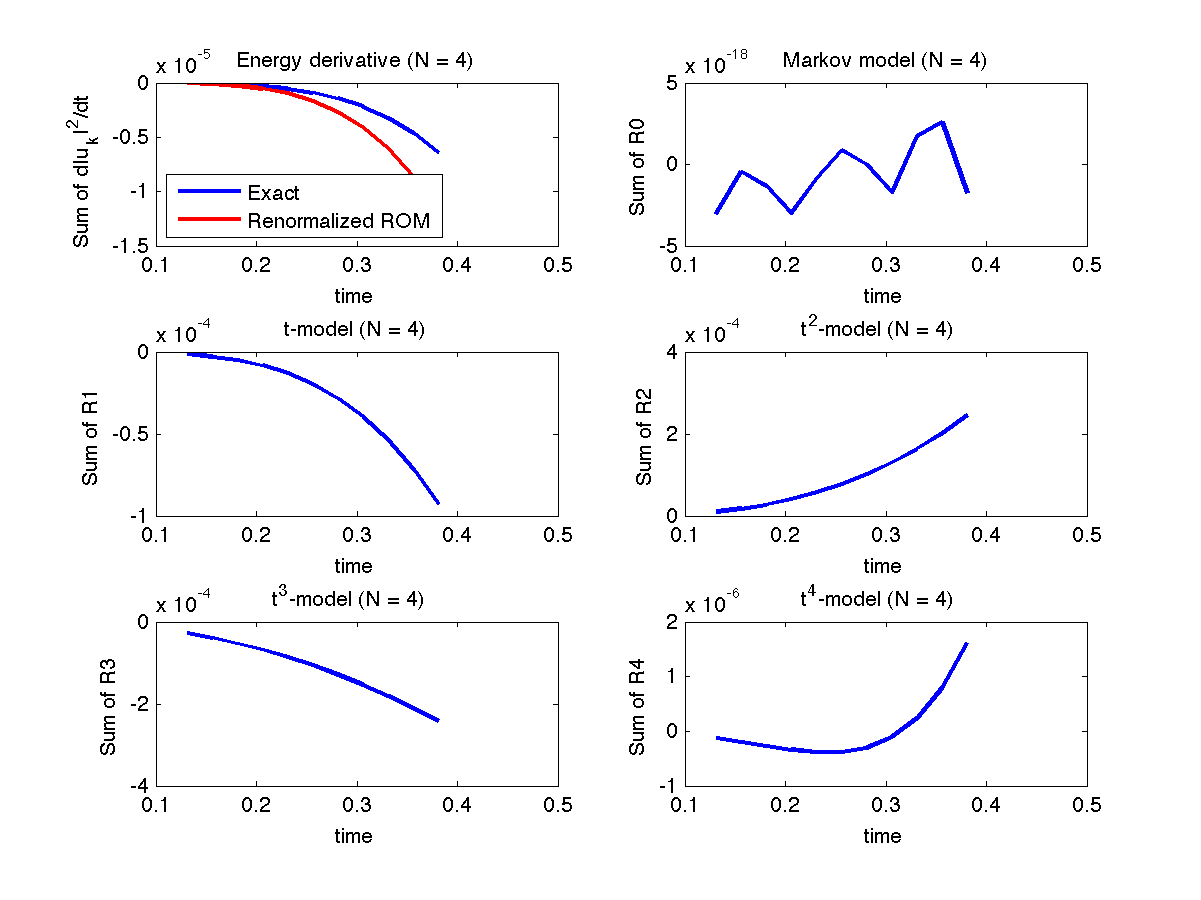 x 10^-5
Energy derivative (N = 4)
Sum of d|u_k|^2/dt
0
-0.5
-1
-1.5
Exact
Renormalized ROM
0.1 0.2 0.3 0.4 0.5
time
x 10^-18
Markov model (N = 4)
Sum of R0
5
0
-5
0.1 0.2 0.3 0.4 0.5
time
x 10^-4
t-model (N = 4)
Sum of R1
0
-0.5
-1
0.1 0.2 0.3 0.4 0.5
time
x 10^-4
t^2-model (N = 4)
Sum of R2
4
2
0
0.1 0.2 0.3 0.4 0.5
time
x 10^-4
t^3-model (N = 4)
Sum of R3
0
-2
-4
0.1 0.2 0.3 0.4 0.5
time
x 10^-6
t^4-model (N = 4)
Sum of R4
2
1
0
-1
0.1 0.2 0.3 0.4 0.5
time